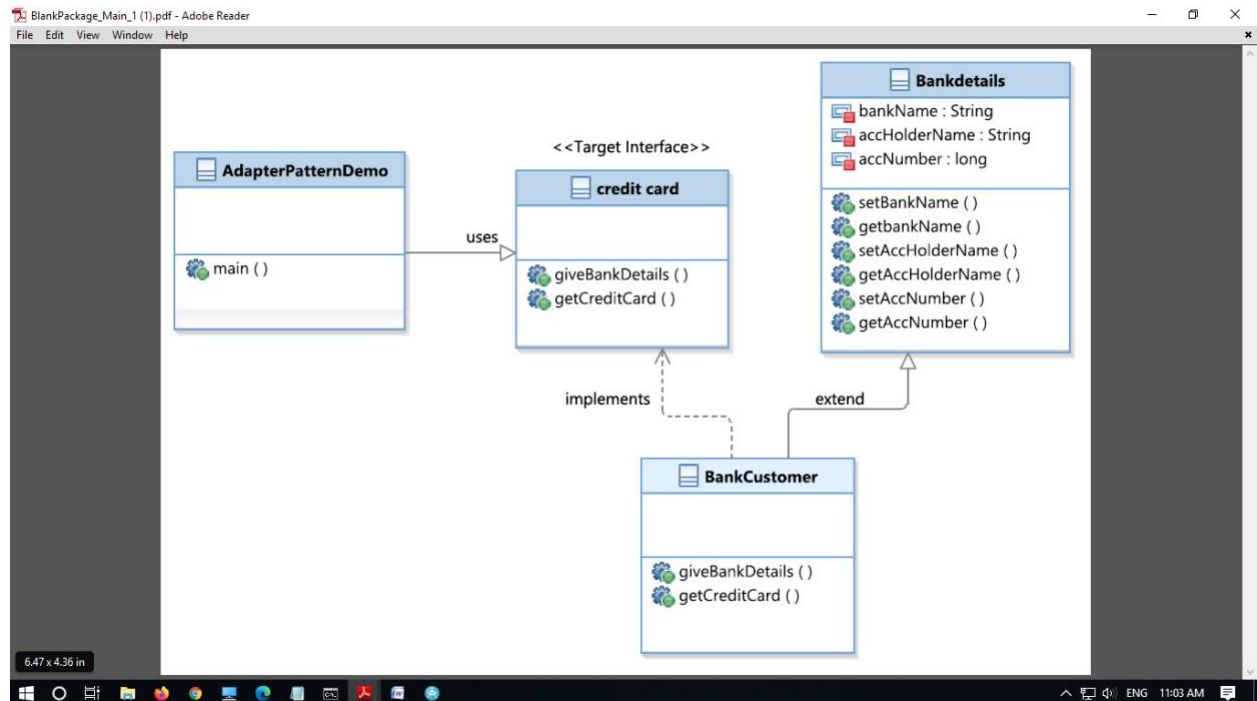 BlankPackage_Main_1 (1).pdf - Adobe Reader
File Edit View Window Help
AdapterPatternDemo
main ( )
uses
<<Target Interface>>
credit card
giveBankDetails ( )
getCreditCard ( )
Bankdetails
bankName : String
accHolderName : String
accNumber : long
setBankName ( )
getbankName ( )
setAccHolderName ( )
getAccHolderName ( )
setAccNumber ( )
getAccNumber ( )
implements
extend
BankCustomer
giveBankDetails ( )
getCreditCard ( )
6.47 x 4.36 in
ENG 11:03 AM